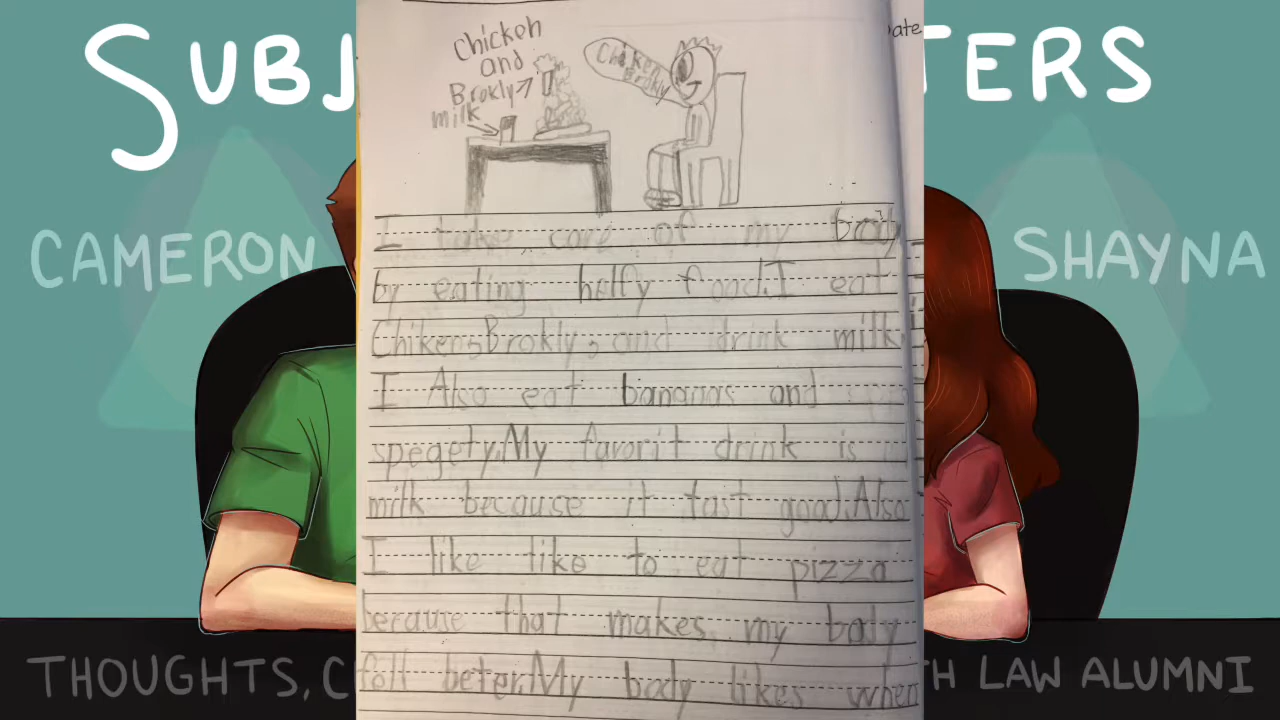 SUBJ TERS
CAMERON
SHAYNA
THOUGHTS, C TH LAW ALUMNI
ate
Chicken
and
Brokly
milk
Chiken
Brokly
I take care of my body
by eating helfy food. I eat
Chiken, Brokly, and drink milk.
I Also eat bananas and
spegety. My favorit drink is
milk because it tast good. Also
I like like to eat pizza
because that makes my body
foll beter. My body likes when